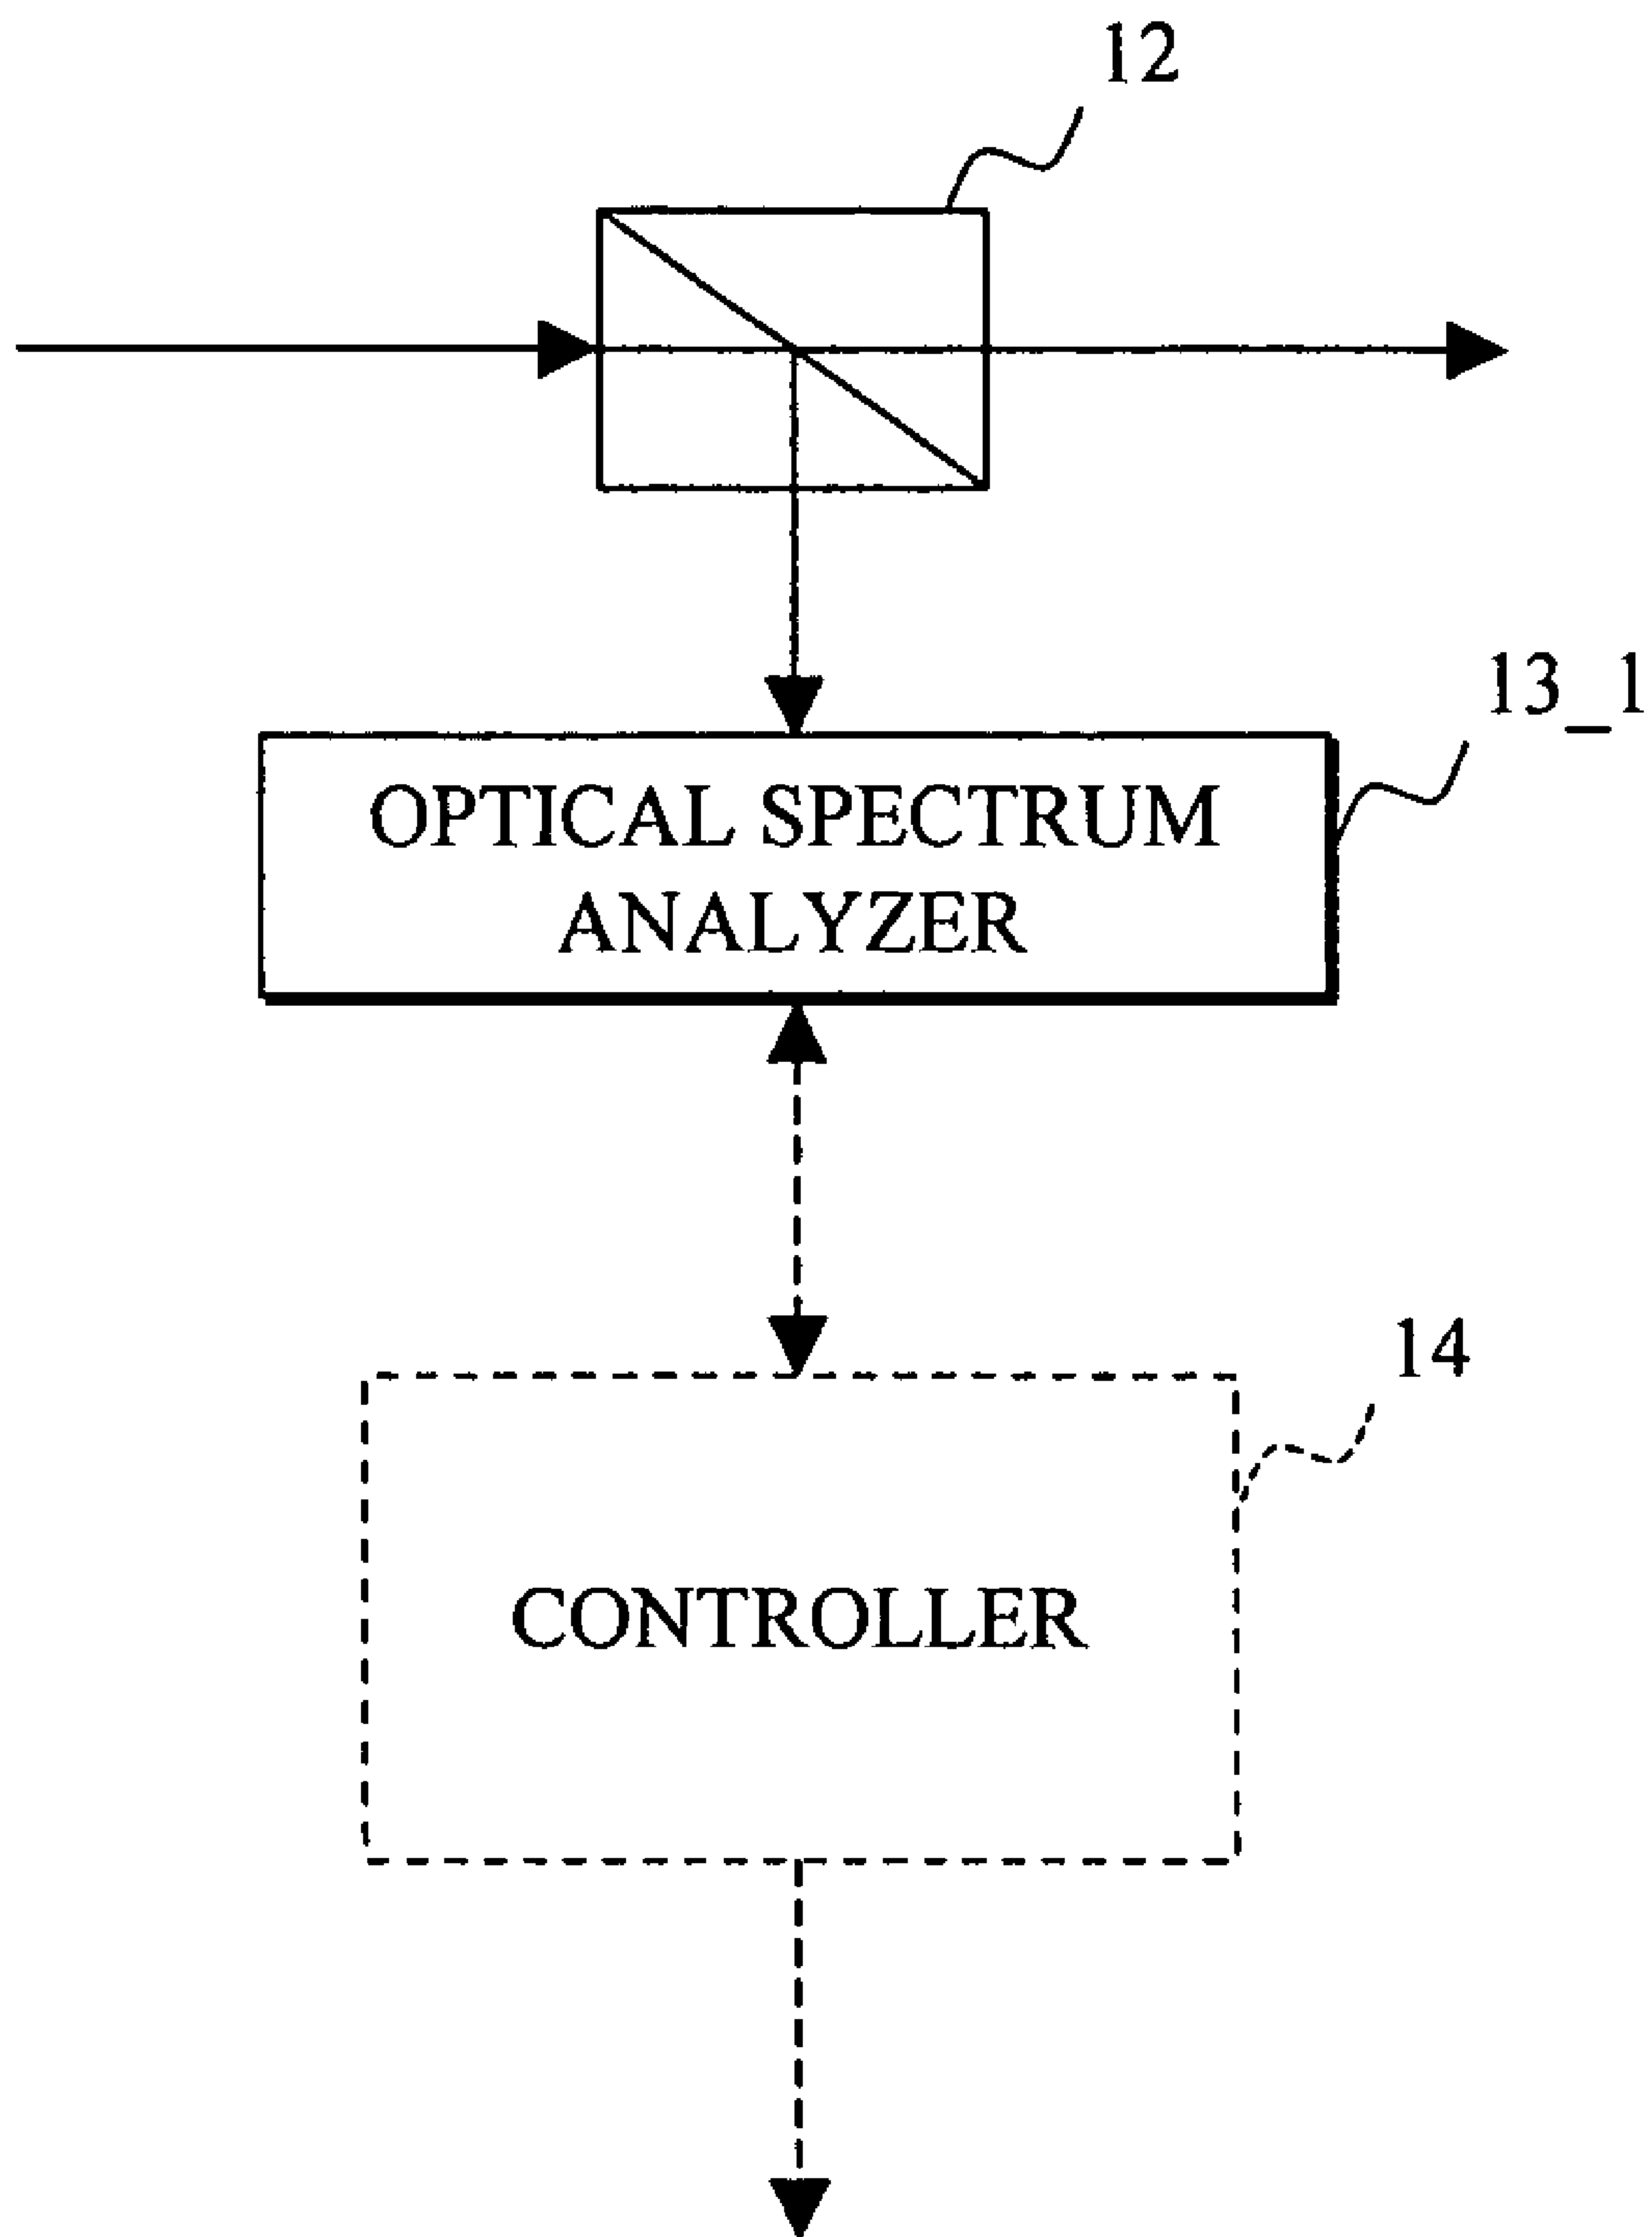 12
13_1
OPTICAL SPECTRUM
ANALYZER
14
CONTROLLER